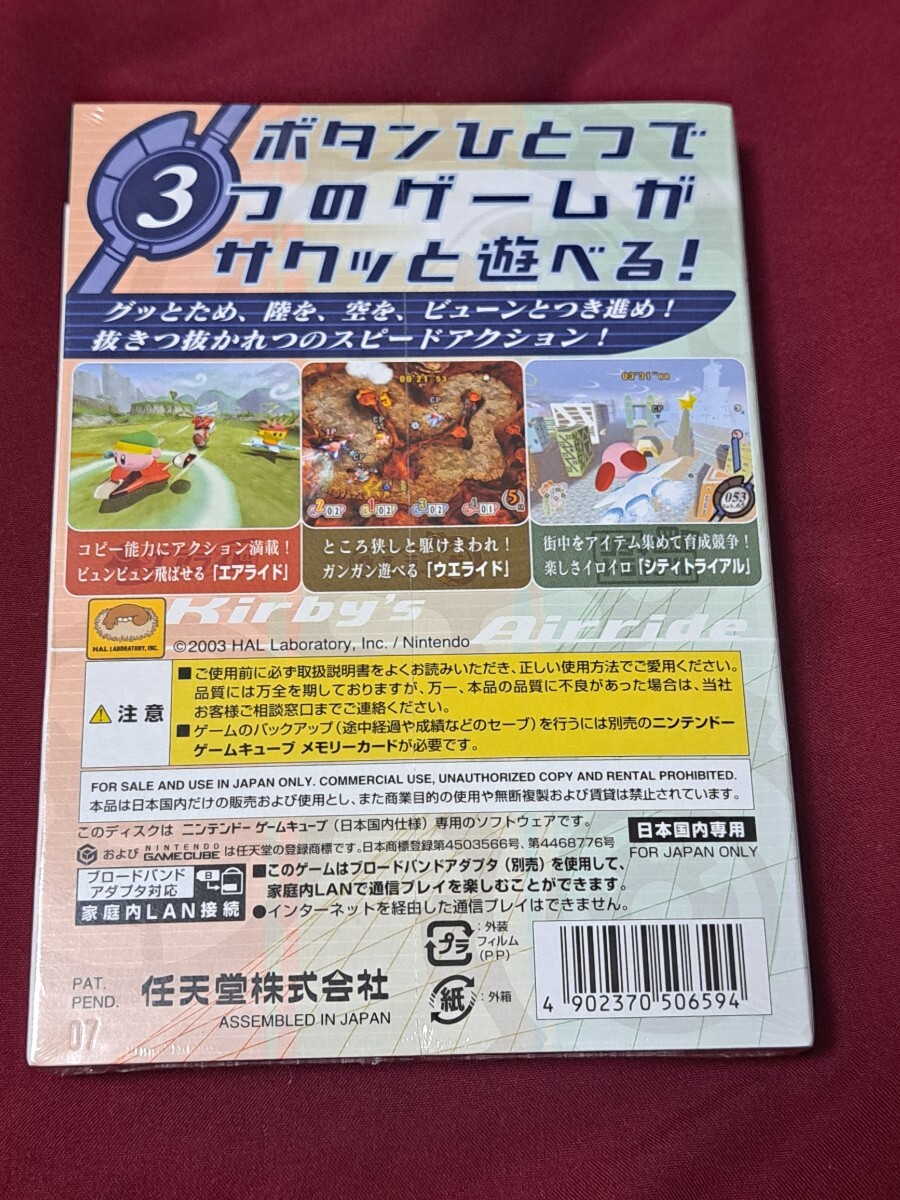 ボタンひとつで
3つのゲームが
サクッと遊べる!
グッとため、陸を、空を、ビューンとつき進め!
抜きつ抜かれつのスピードアクション!
00'21"53
CP
1P
CP
CP
2 02 1 02 3 02 4 01
5
03'31"
CP
053
コピー能力にアクション満載!
ビュンビュン飛ばせる「エアライド」
ところ狭しと駆けまわれ!
ガンガン遊べる「ウエライド」
街中をアイテム集めて育成競争!
楽しさイロイロ「シティトライアル」
Kirby's
Airride
HAL LABORATORY, INC.
©2003 HAL Laboratory, Inc. / Nintendo
注意
■ご使用前に必ず取扱説明書をよくお読みいただき、正しい使用方法でご愛用ください。
品質には万全を期しておりますが、万一、本品の品質に不良があった場合は、当社
お客様ご相談窓口までご連絡ください。
■ゲームのバックアップ(途中経過や成績などのセーブ)を行うには別売のニンテンドー
ゲームキューブ メモリーカードが必要です。
FOR SALE AND USE IN JAPAN ONLY. COMMERCIAL USE, UNAUTHORIZED COPY AND RENTAL PROHIBITED.
本品は日本国内だけの販売および使用とし、また商業目的の使用や無断複製および賃貸は禁止されています。
このディスクは ニンテンドー ゲームキューブ(日本国内仕様)専用のソフトウェアです。
および NINTENDO GAMECUBE は任天堂の登録商標です。日本商標登録第4503566号、第4468776号
日本国内専用
FOR JAPAN ONLY
ブロードバンド
アダプタ対応
B
家庭内LAN接続
■このゲームはブロードバンドアダプタ(別売)を使用して、
家庭内LANで通信プレイを楽しむことができます。
●インターネットを経由した通信プレイはできません。
プラ
:外装
フィルム
(PP)
紙
:外箱
PAT.
PEND.
任天堂株式会社
ASSEMBLED IN JAPAN
07
4 902370 506594